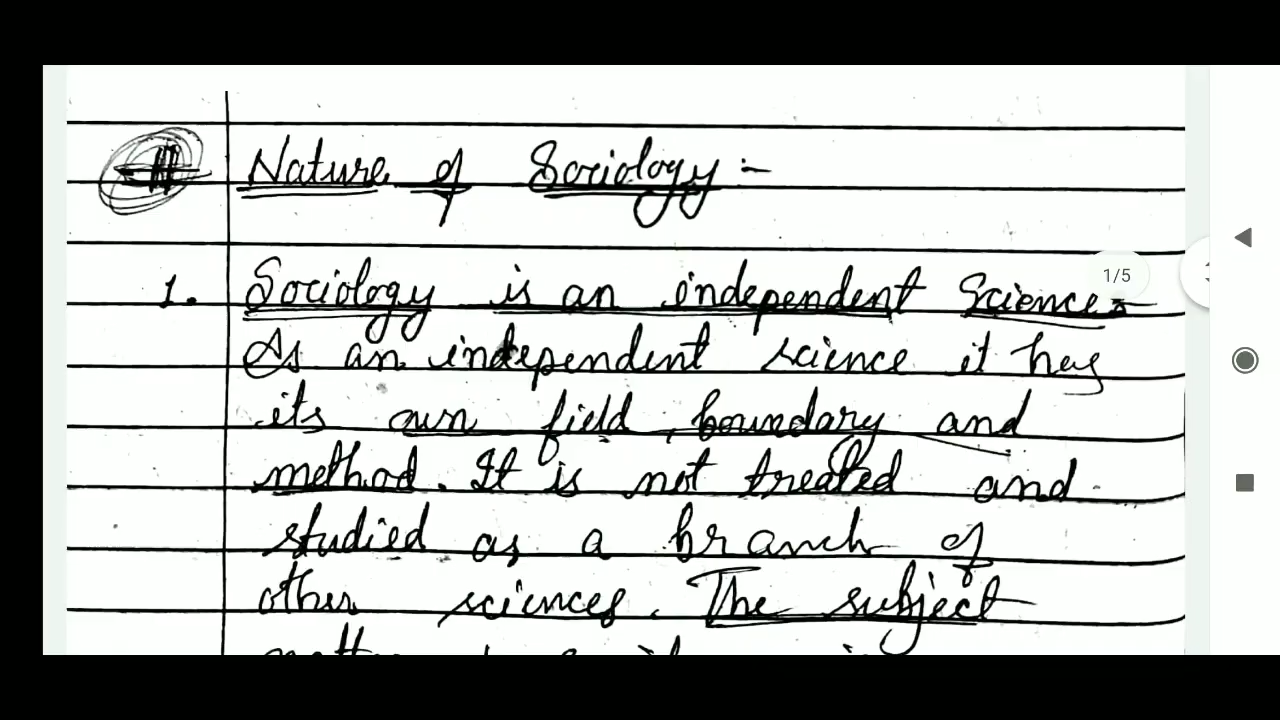 Nature of Sociology :-
1/5
1. Sociology is an independent Science-
As an independent science it has
its own field, boundary and
method. It is not treated and
studied as a branch of
other sciences. The subject